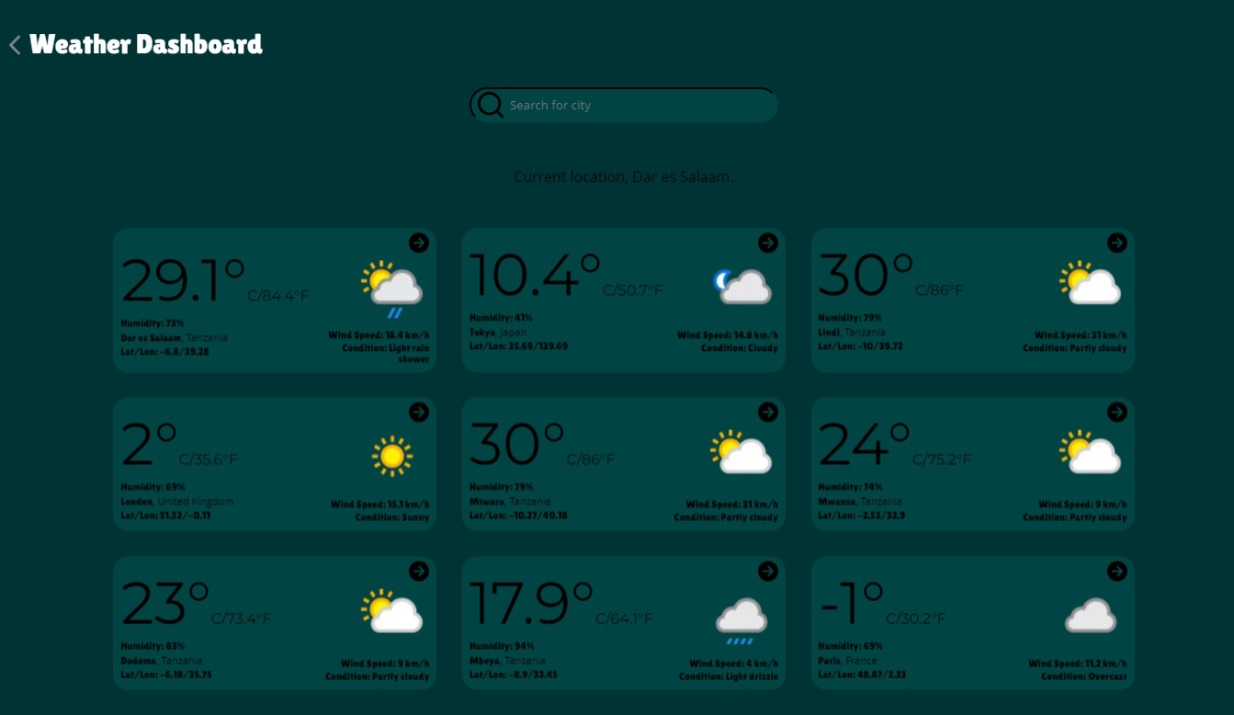 Weather Dashboard
Search for city
Current location, Dar es Salaam.
29.1° C/84.4°F
Humidity: 73%
Dar es Salaam, Tanzania
Lat/Lon: -6.8/39.28
Wind Speed: 18.4 km/h
Condition: Light rain
shower
10.4° C/50.7°F
Humidity: 41%
Tokyo, Japan
Lat/Lon: 35.69/139.69
Wind Speed: 14.8 km/h
Condition: Cloudy
30° C/86°F
Humidity: 79%
Lindi, Tanzania
Lat/Lon: -10/39.72
Wind Speed: 31 km/h
Condition: Partly cloudy
2° C/35.6°F
Humidity: 69%
London, United Kingdom
Lat/Lon: 51.52/-0.11
Wind Speed: 15.1 km/h
Condition: Sunny
30° C/86°F
Humidity: 79%
Mtwara, Tanzania
Lat/Lon: -10.27/40.18
Wind Speed: 31 km/h
Condition: Partly cloudy
24° C/75.2°F
Humidity: 74%
Mwanza, Tanzania
Lat/Lon: -2.52/32.9
Wind Speed: 9 km/h
Condition: Partly cloudy
23° C/73.4°F
Humidity: 83%
Dodoma, Tanzania
Lat/Lon: -6.18/35.75
Wind Speed: 9 km/h
Condition: Partly cloudy
17.9° C/64.1°F
Humidity: 94%
Mbeya, Tanzania
Lat/Lon: -8.9/33.45
Wind Speed: 4 km/h
Condition: Light drizzle
-1° C/30.2°F
Humidity: 69%
Paris, France
Lat/Lon: 48.87/2.33
Wind Speed: 11.2 km/h
Condition: Overcast